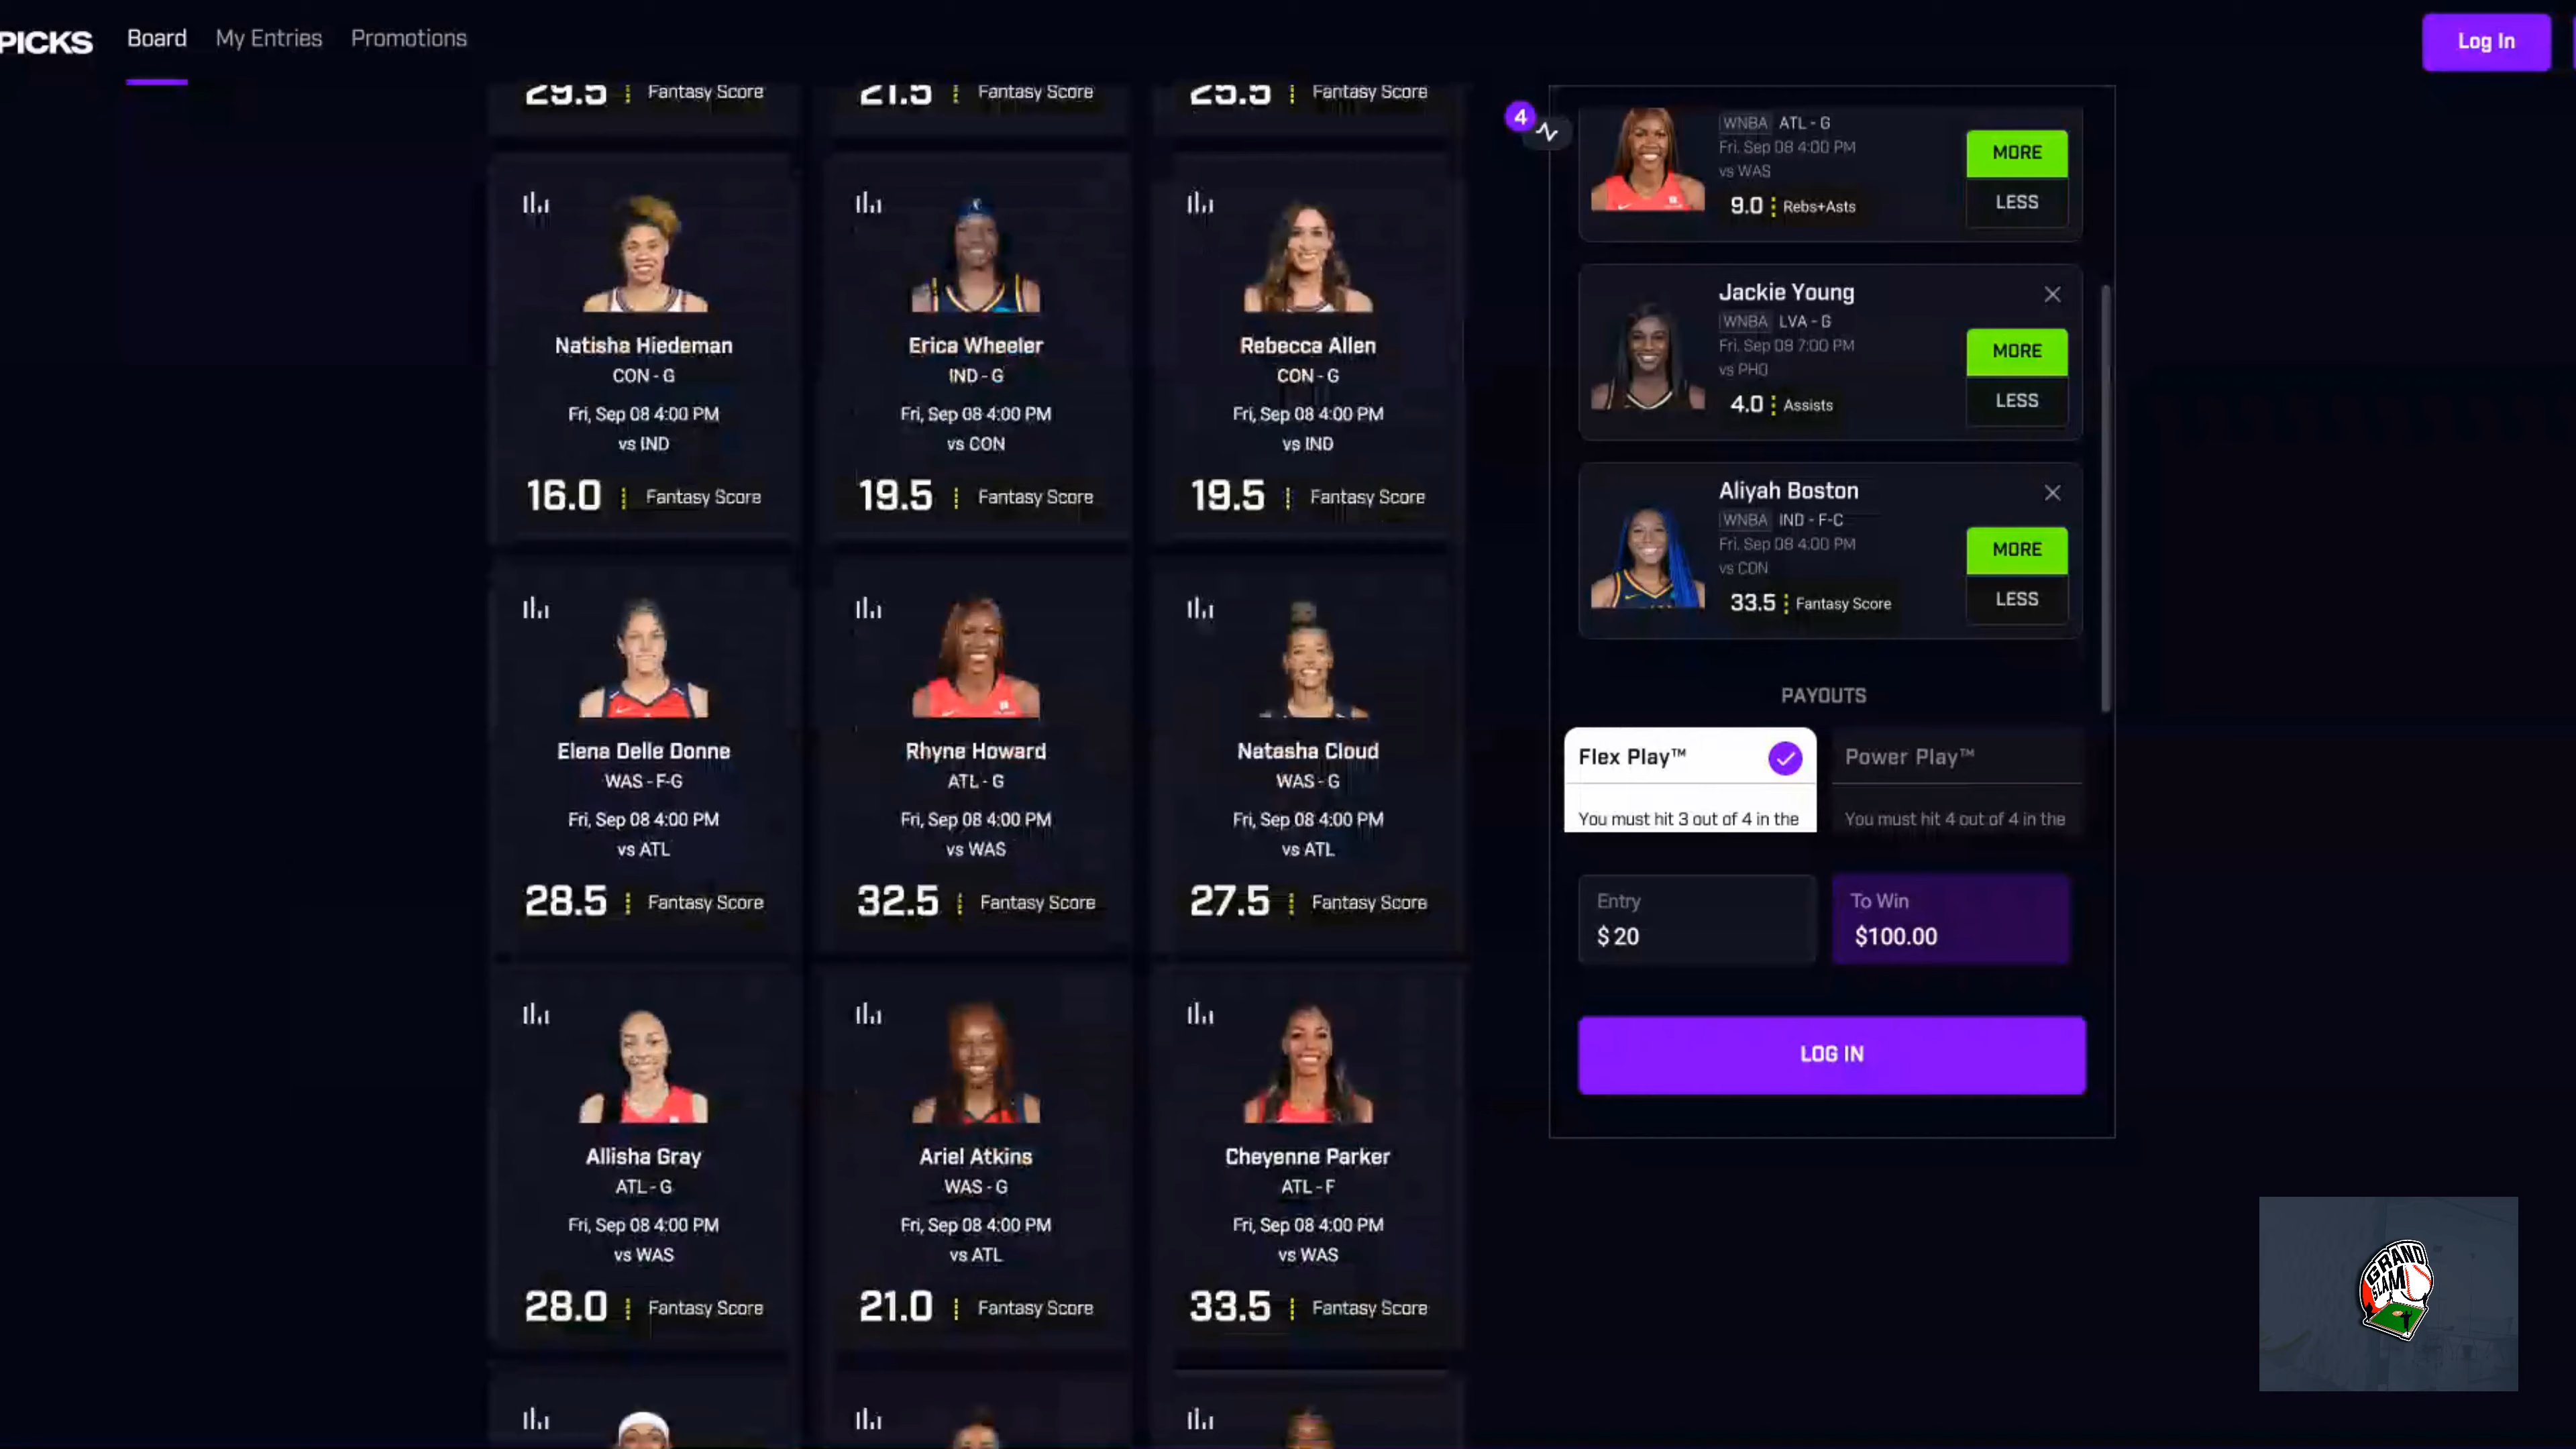 PICKS
Board
My Entries
Promotions
Log In
29.5 Fantasy Score
21.5 Fantasy Score
25.5 Fantasy Score
Natisha Hiedeman
CON - G
Fri, Sep 08 4:00 PM
vs IND
16.0 Fantasy Score
Erica Wheeler
IND - G
Fri, Sep 08 4:00 PM
vs CON
19.5 Fantasy Score
Rebecca Allen
CON - G
Fri, Sep 08 4:00 PM
vs IND
19.5 Fantasy Score
Elena Delle Donne
WAS - F-G
Fri, Sep 08 4:00 PM
vs ATL
28.5 Fantasy Score
Rhyne Howard
ATL - G
Fri, Sep 08 4:00 PM
vs WAS
32.5 Fantasy Score
Natasha Cloud
WAS - G
Fri, Sep 08 4:00 PM
vs ATL
27.5 Fantasy Score
Allisha Gray
ATL - G
Fri, Sep 08 4:00 PM
vs WAS
28.0 Fantasy Score
Ariel Atkins
WAS - G
Fri, Sep 08 4:00 PM
vs ATL
21.0 Fantasy Score
Cheyenne Parker
ATL - F
Fri, Sep 08 4:00 PM
vs WAS
33.5 Fantasy Score
4
WNBA ATL - G
Fri. Sep 08 4:00 PM
vs WAS
9.0 Rebs+Asts
MORE
LESS
Jackie Young
WNBA LVA - G
Fri. Sep 08 7:00 PM
vs PHO
4.0 Assists
MORE
LESS
Aliyah Boston
WNBA IND - F-C
Fri. Sep 08 4:00 PM
vs CON
33.5 Fantasy Score
MORE
LESS
PAYOUTS
Flex Play™
You must hit 3 out of 4 in the
Power Play™
You must hit 4 out of 4 in the
Entry
$ 20
To Win
$100.00
LOG IN
GRAND
SLAM